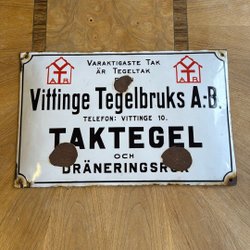 VARAKTIGASTE TAK
ÄR TEGELTAK
Vittinge Tegelbruks A.-B.
TELEFON: VITTINGE 10.
TAKTEGEL
OCH
DRÄNERINGSRÖR